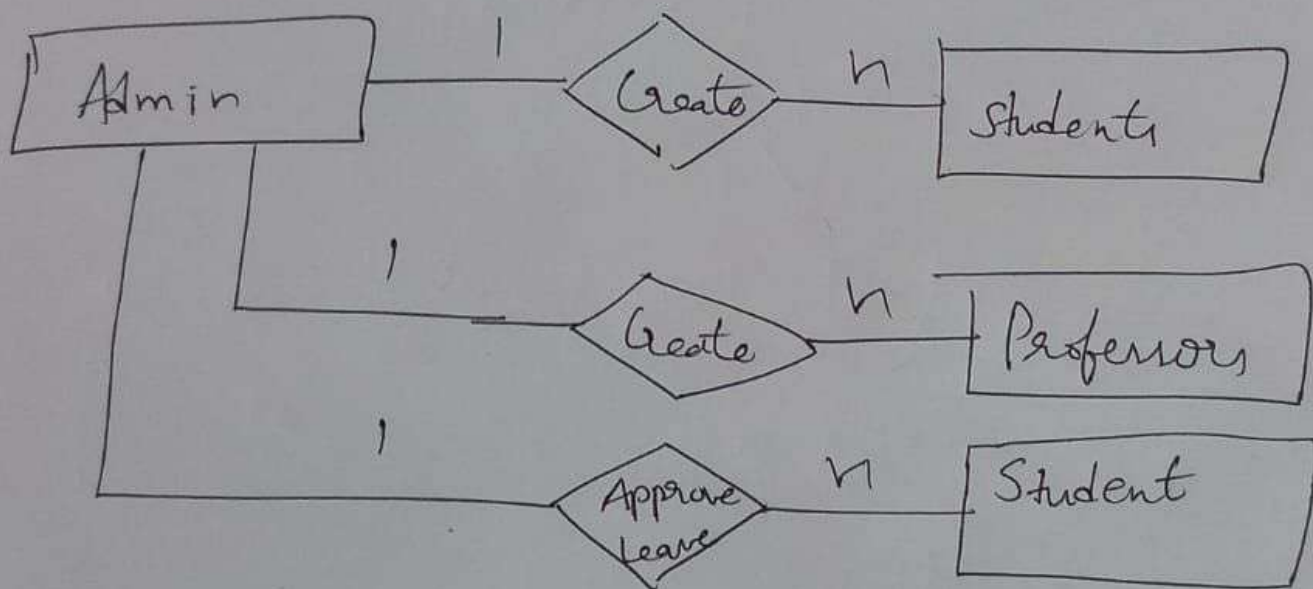 Admin
1
Create
n
Students
1
Create
n
Professors
1
Approve
Leave
n
Student